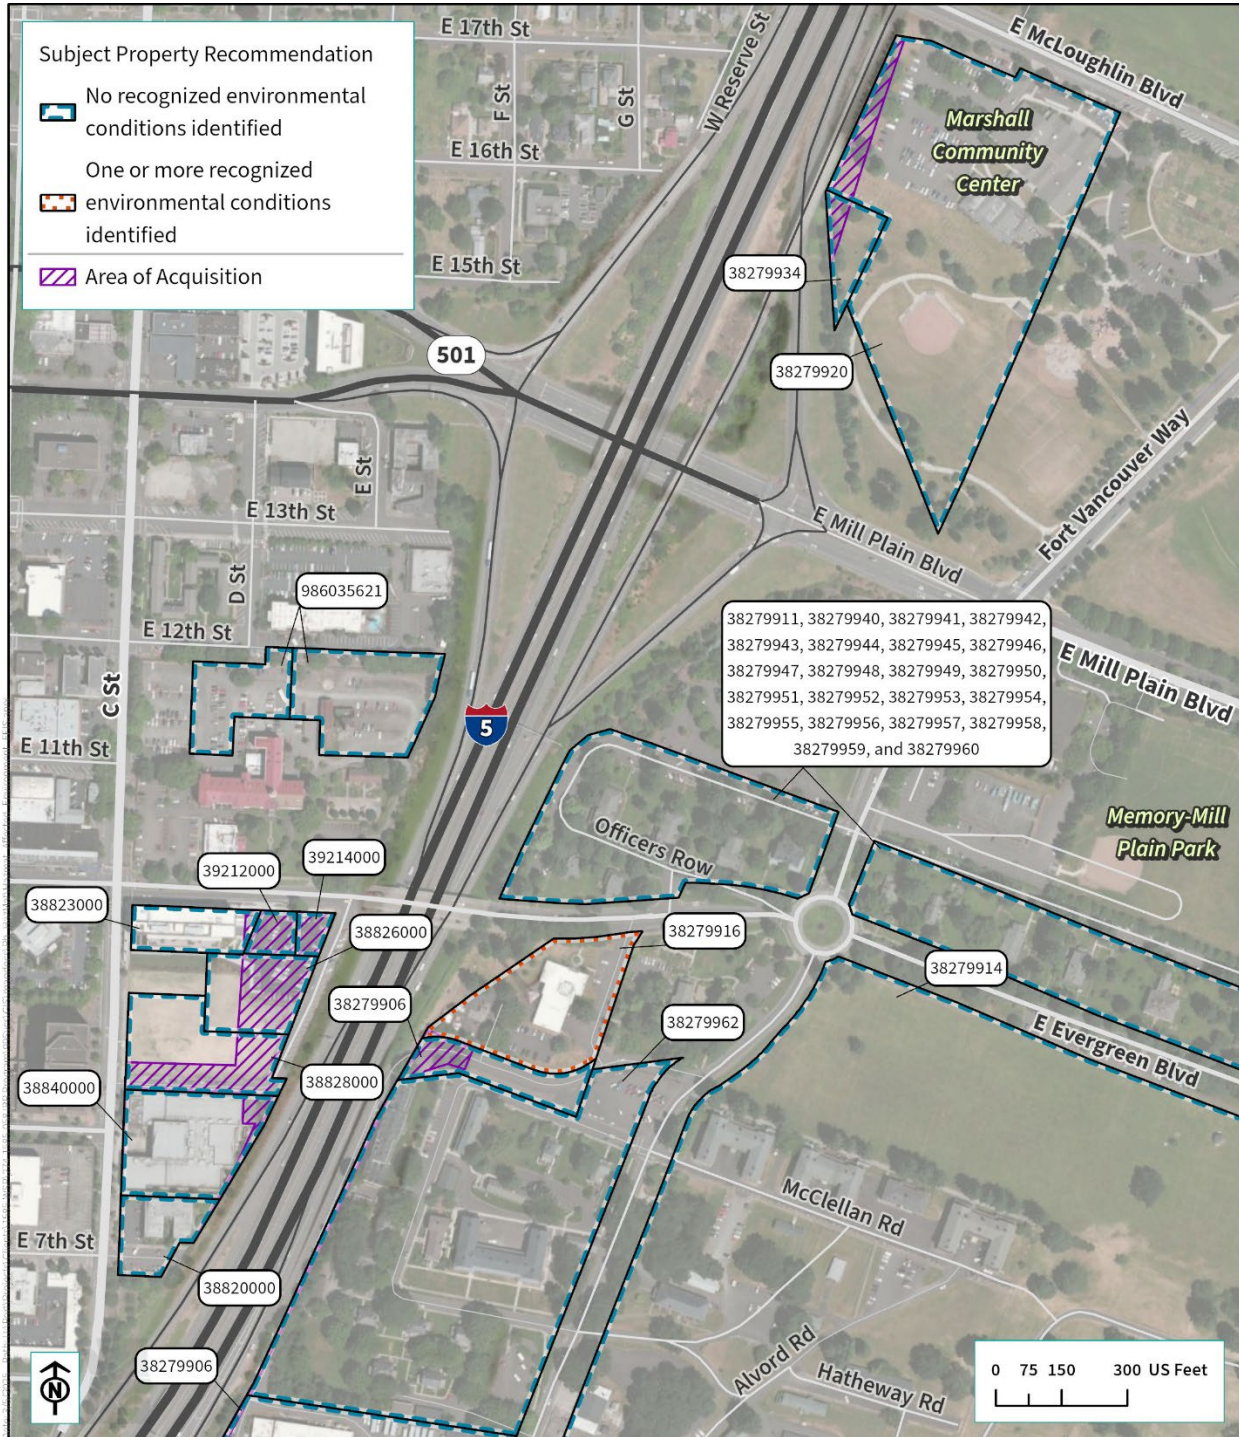 Subject Property Recommendation
No recognized environmental
conditions identified
One or more recognized
environmental conditions
identified
Area of Acquisition
E 17th St
W Reserve St
E McLoughlin Blvd
F St
G St
E 16th St
Marshall
Community
Center
E 15th St
38279934
501
38279920
E St
E 13th St
E Mill Plain Blvd
Fort Vancouver Way
D St
986035621
E 12th St
38279911, 38279940, 38279941, 38279942,
38279943, 38279944, 38279945, 38279946,
38279947, 38279948, 38279949, 38279950,
38279951, 38279952, 38279953, 38279954,
38279955, 38279956, 38279957, 38279958,
38279959, and 38279960
E Mill Plain Blvd
C St
5
E 11th St
Officers Row
Memory-Mill
Plain Park
39214000
39212000
38823000
38826000
38279916
38279914
38279906
38279962
E Evergreen Blvd
38828000
38840000
McClellan Rd
E 7th St
38820000
38279906
Alvord Rd
Hatheway Rd
N
0 75 150 300 US Feet